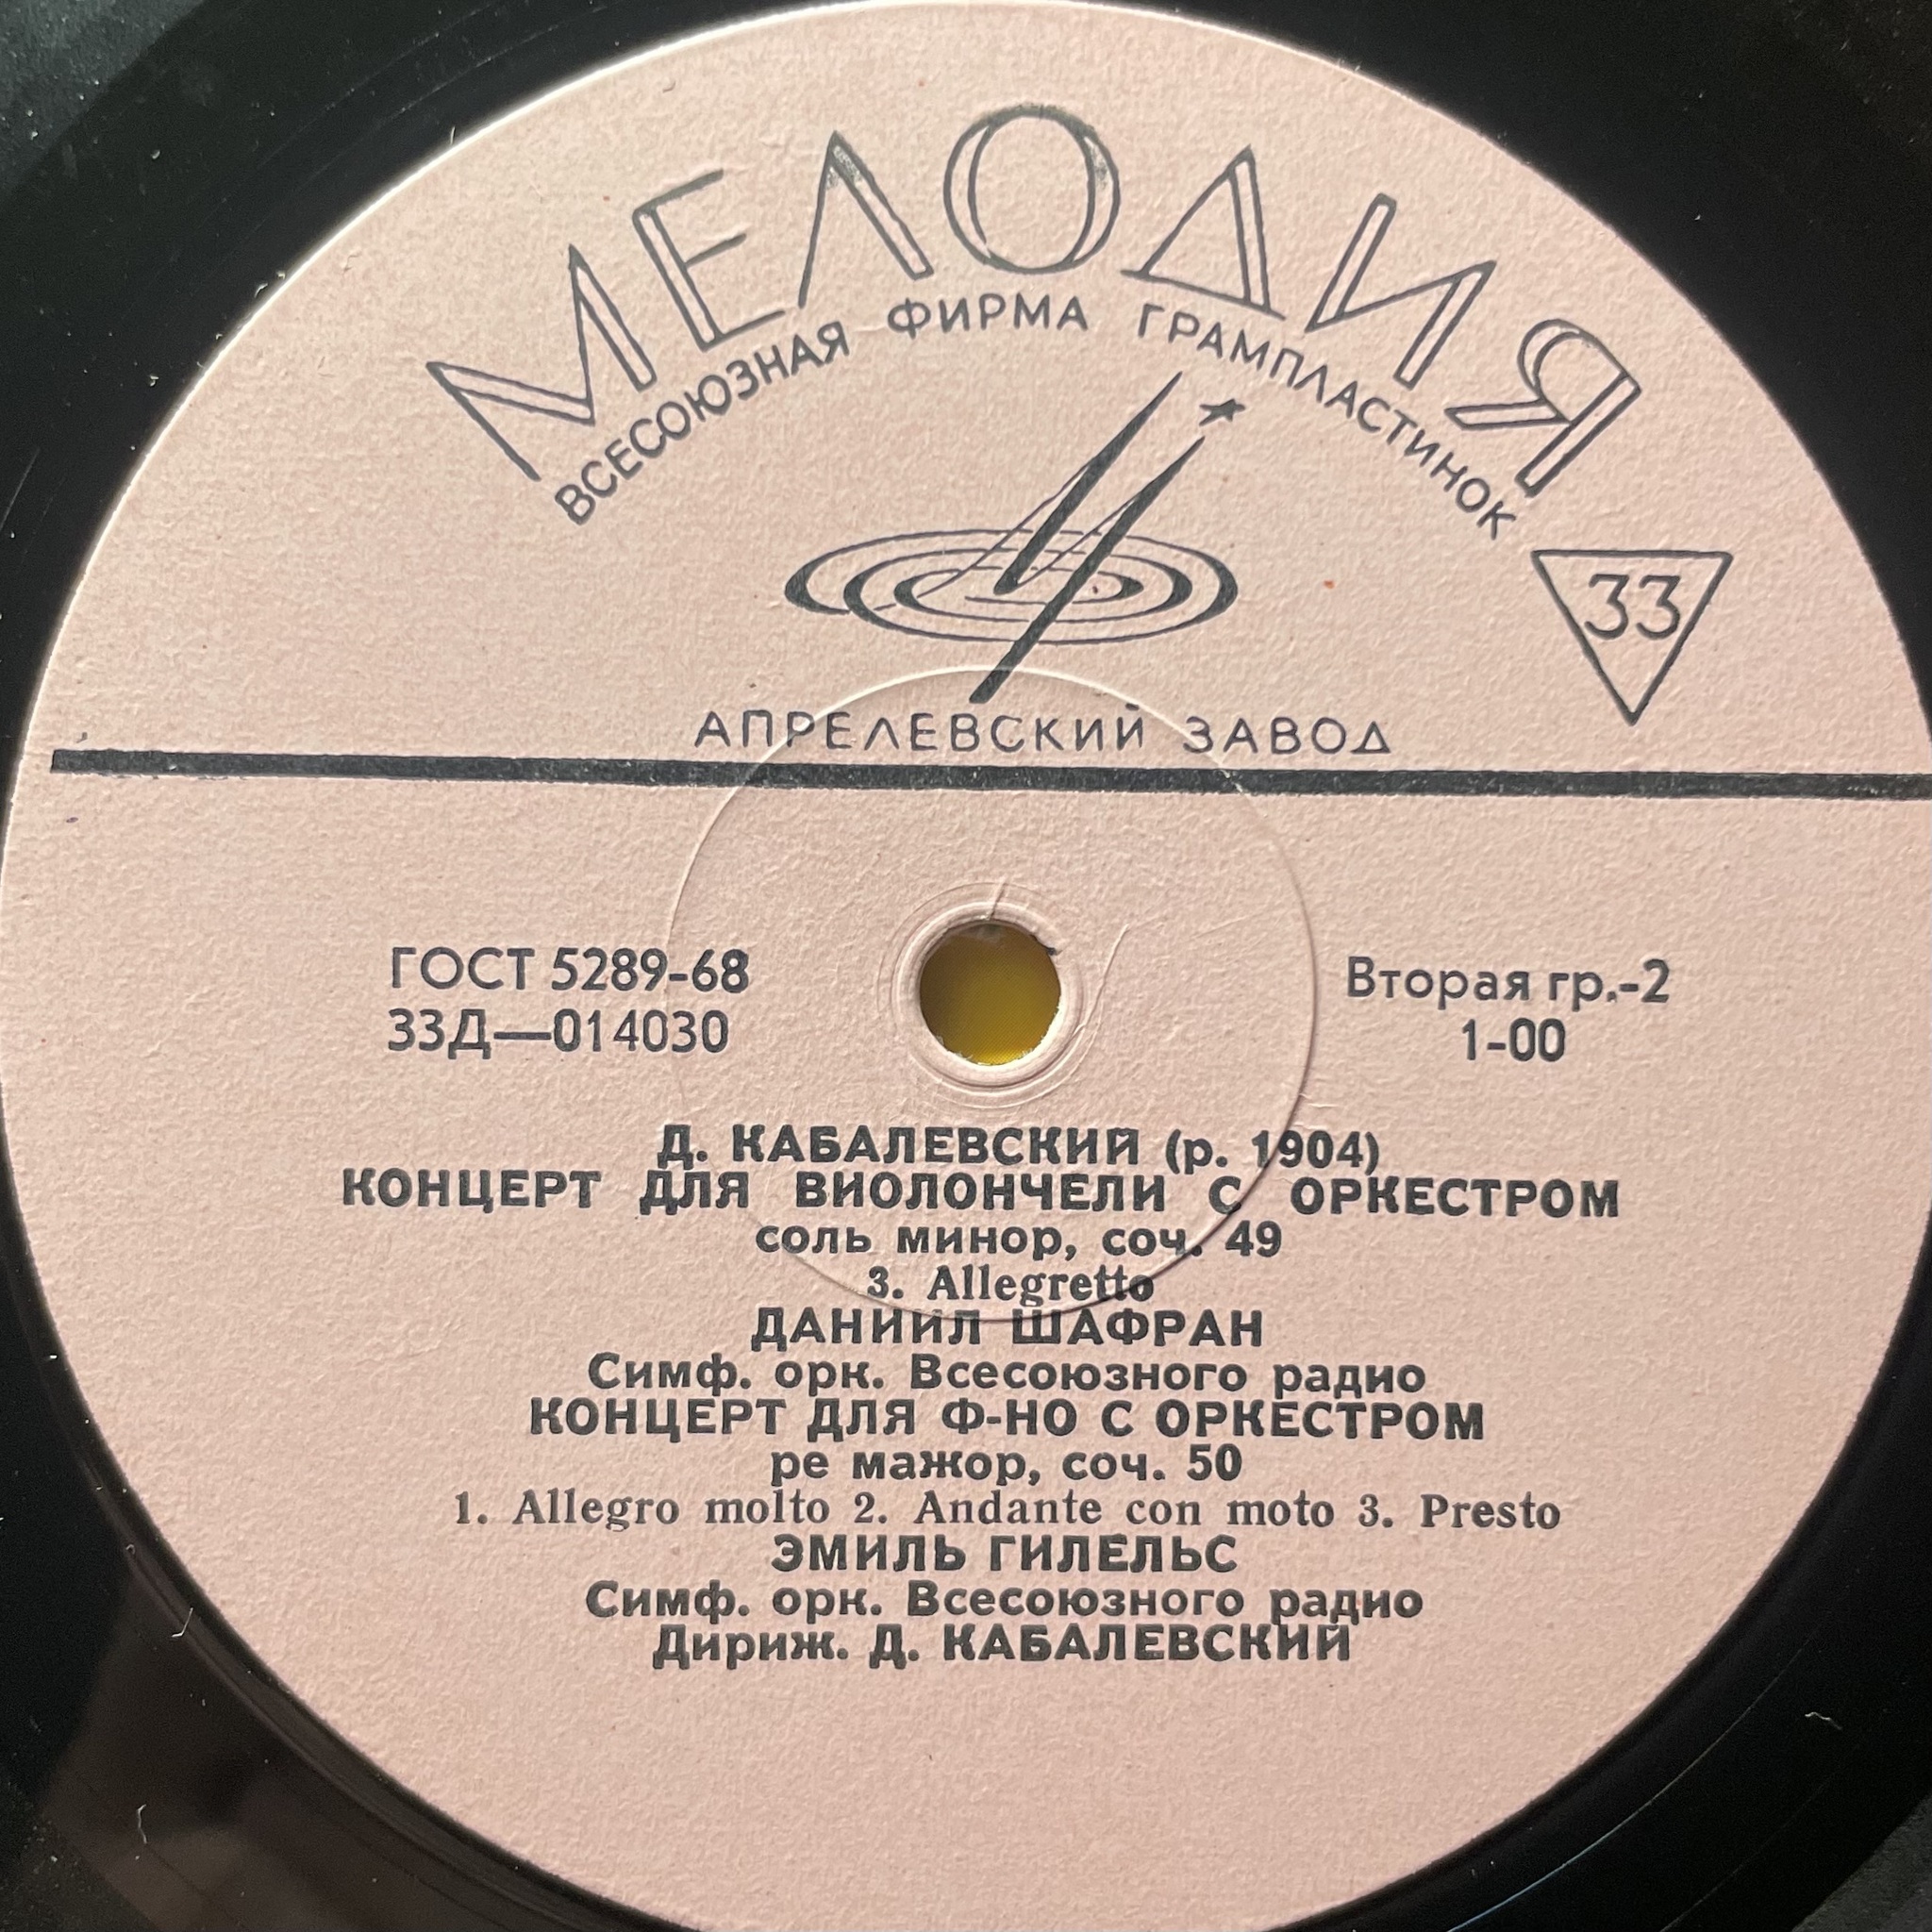 МЕЛОДИЯ
ВСЕСОЮЗНАЯ ФИРМА ГРАМПЛАСТИНОК
33
АПРЕЛЕВСКИЙ ЗАВОД
ГОСТ 5289-68
33Д—014030
Вторая гр.-2
1-00
Д. КАБАЛЕВСКИЙ (р. 1904)
КОНЦЕРТ ДЛЯ ВИОЛОНЧЕЛИ С ОРКЕСТРОМ
соль минор, соч. 49
3. Allegretto
ДАНИИЛ ШАФРАН
Симф. орк. Всесоюзного радио
КОНЦЕРТ ДЛЯ Ф-НО С ОРКЕСТРОМ
ре мажор, соч. 50
1. Allegro molto 2. Andante con moto 3. Presto
ЭМИЛЬ ГИЛЕЛЬС
Симф. орк. Всесоюзного радио
Дириж. Д. КАБАЛЕВСКИЙ